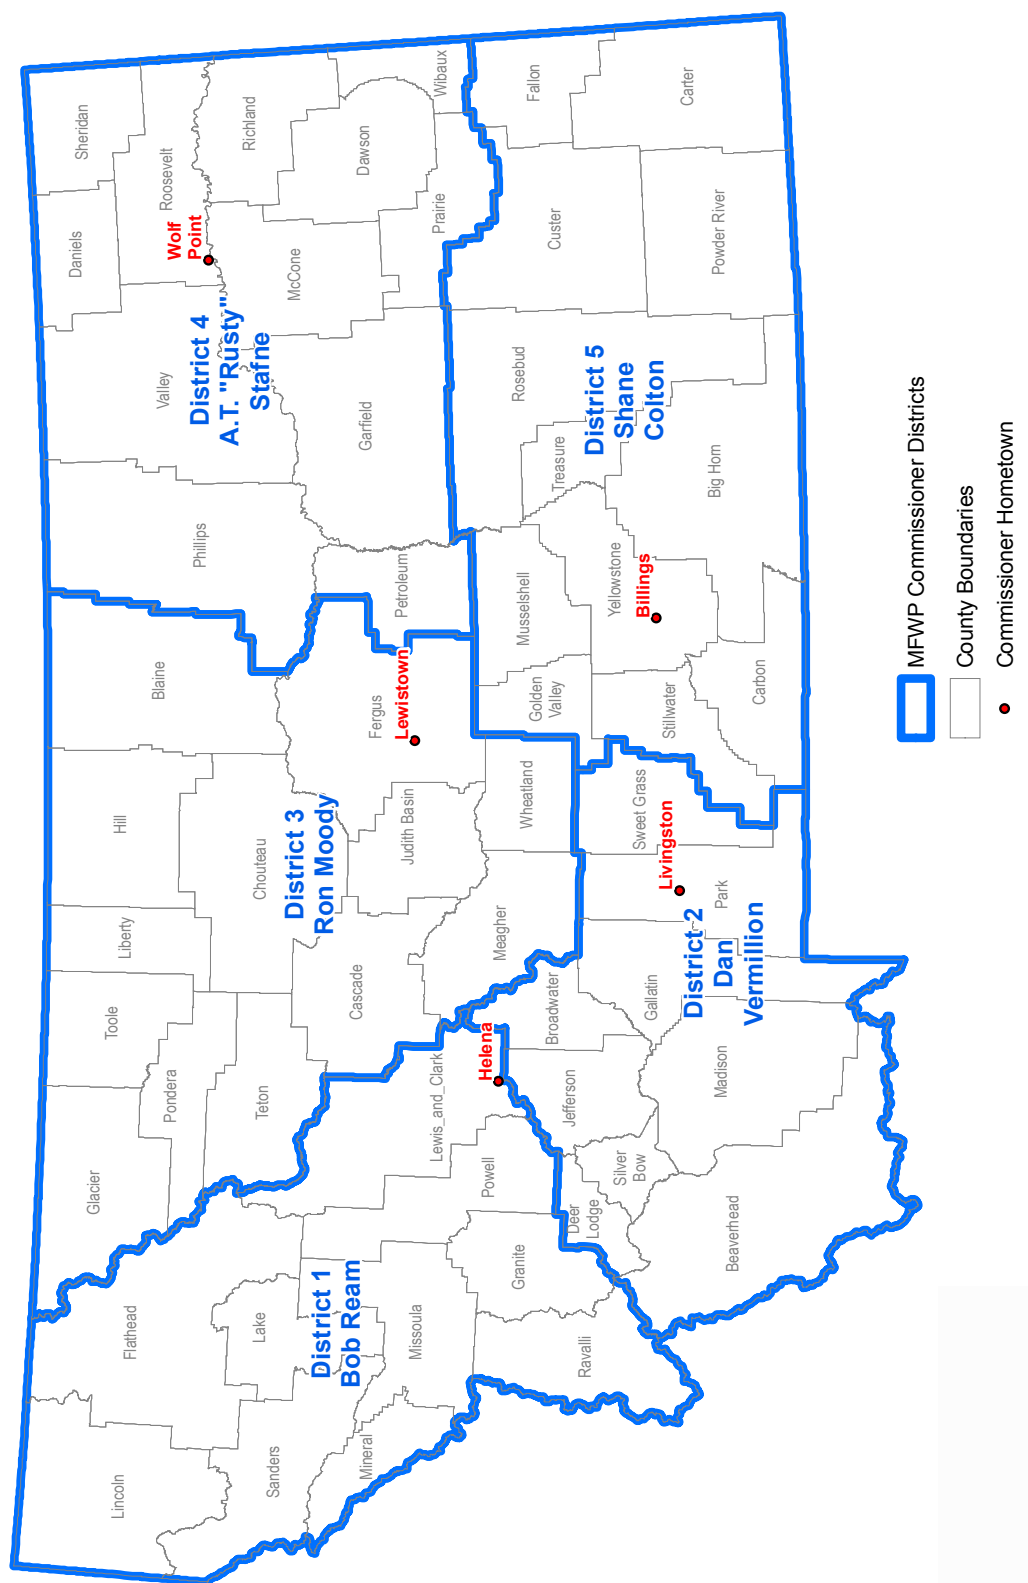 Lincoln
Flathead
Glacier
Toole
Liberty
Hill
Blaine
Phillips
Valley
Daniels
Sheridan
Roosevelt
Wolf
Point
Sanders
Lake
Pondera
Teton
Chouteau
District 3
Ron Moody
District 4
A.T. "Rusty"
Stafne
Richland
McCone
Dawson
Wibaux
Prairie
Garfield
Petroleum
Fergus
Lewistown
Judith Basin
Cascade
District 1
Bob Ream
Mineral
Missoula
Lewis_and_Clark
Powell
Granite
Helena
Meagher
Wheatland
Golden
Valley
Musselshell
Rosebud
Treasure
Custer
Fallon
Carter
Powder River
District 5
Shane
Colton
Ravalli
Deer
Lodge
Silver
Bow
Jefferson
Broadwater
Gallatin
Sweet Grass
Livingston
Park
Stillwater
Yellowstone
Billings
Big Horn
Carbon
District 2
Dan
Vermillion
Madison
Beaverhead
MFWP Commissioner Districts
County Boundaries
Commissioner Hometown